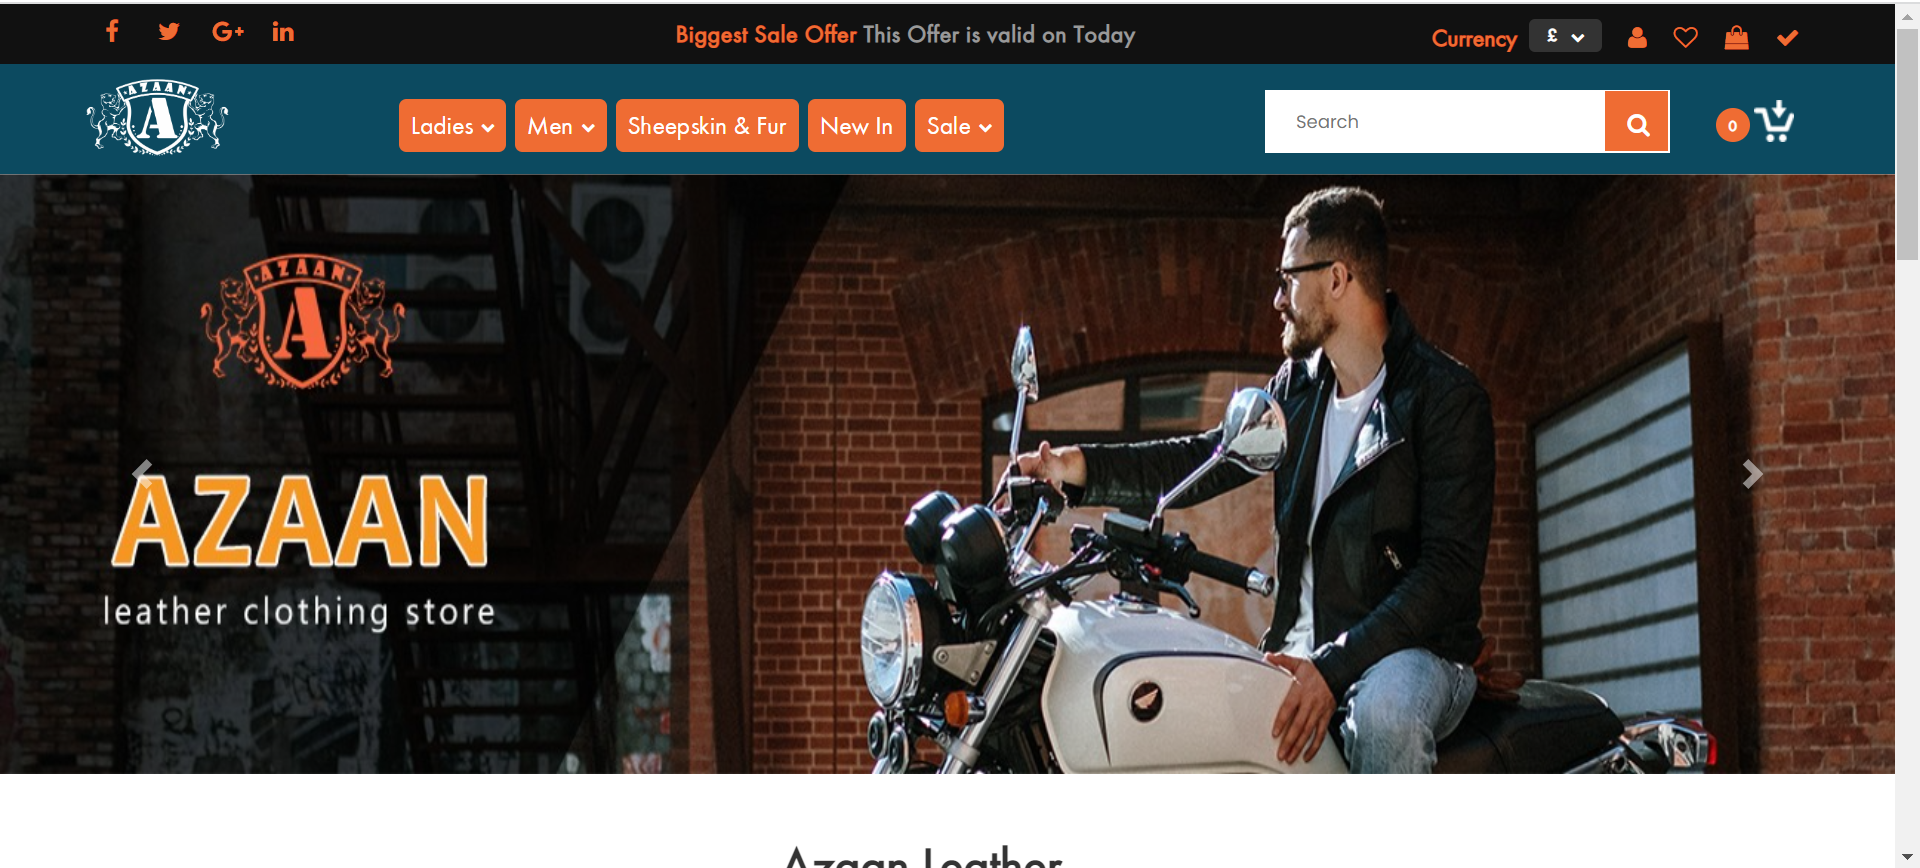 Biggest Sale Offer This Offer is valid on Today
Currency £
AZAAN
A
Ladies
Men
Sheepskin & Fur
New In
Sale
Search
0
AZAAN
A
AZAAN
leather clothing store
Azaan Leather